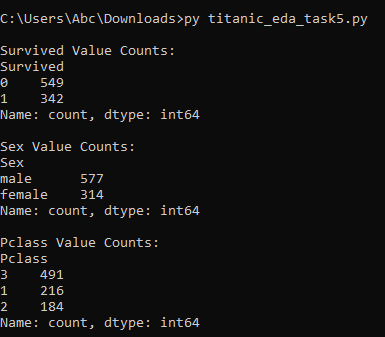 C:\Users\Abc\Downloads>py titanic_eda_task5.py
Survived Value Counts:
Survived
0    549
1    342
Name: count, dtype: int64
Sex Value Counts:
Sex
male      577
female    314
Name: count, dtype: int64
Pclass Value Counts:
Pclass
3    491
1    216
2    184
Name: count, dtype: int64